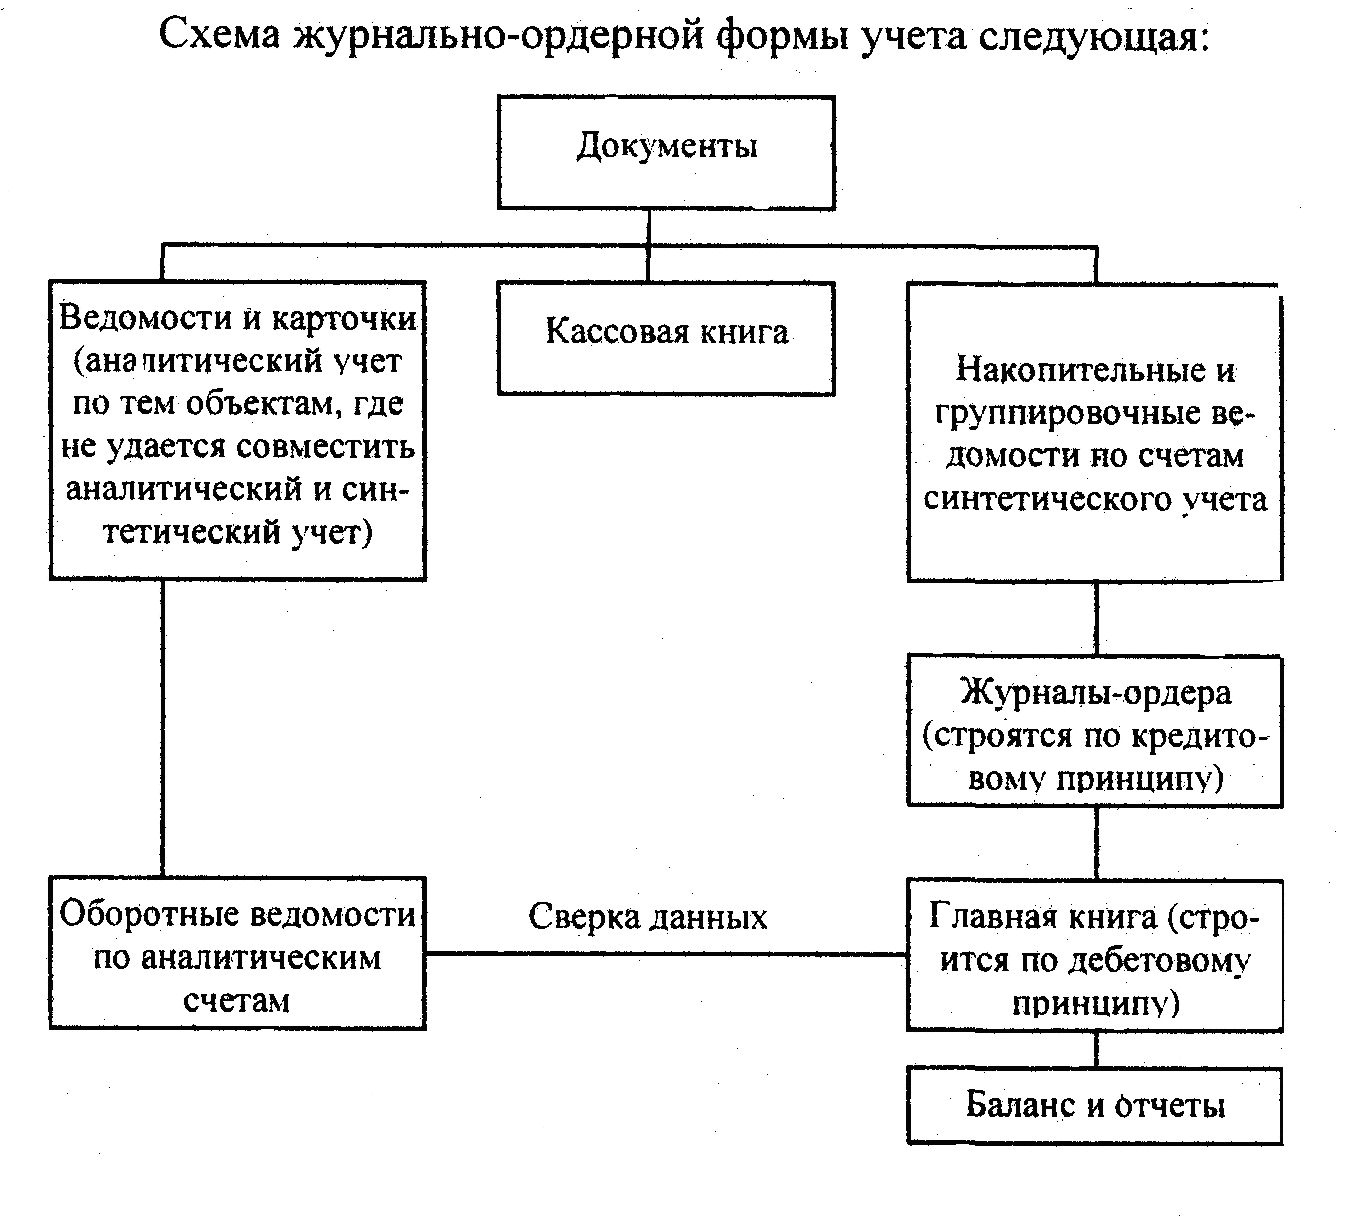 Схема журнально-ордерной формы учета следующая:
Документы
Ведомости и карточки
(аналитический учет
по тем объектам, где
не удается совместить
аналитический и син-
тетический учет)
Кассовая книга
Накопительные и
группировочные ве-
домости по счетам
синтетического учета
Журналы-ордера
(строятся по кредито-
вому принципу)
Оборотные ведомости
по аналитическим
счетам
Сверка данных
Главная книга (стро-
ится по дебетовому
принципу)
Баланс и отчеты